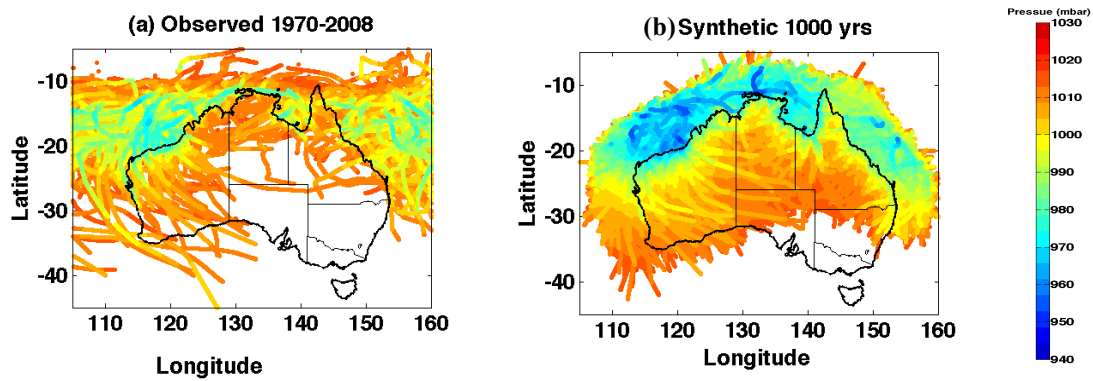 (a) Observed 1970-2008
(b) Synthetic 1000 yrs
Pressue (mbar)
Latitude
-10
-20
-30
-40
110 120 130 140 150 160
Longitude
Latitude
-10
-20
-30
-40
110 120 130 140 150 160
Longitude
1030
1020
1010
1000
990
980
970
960
950
940